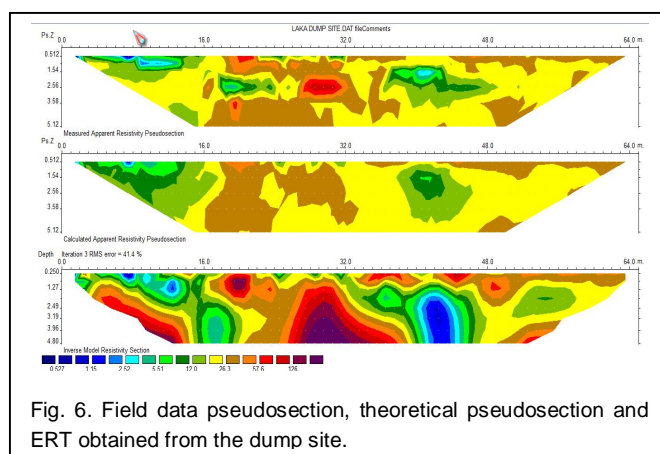 LAKA DUMP SITE.DAT fileComments
Ps.Z 0.0 16.0 32.0 48.0 64.0 m.
0.512
1.54
2.56
3.58
5.12
Measured Apparent Resistivity Pseudosection
Ps.Z 0.0 16.0 32.0 48.0 64.0 m.
0.512
1.54
2.56
5.12
Calculated Apparent Resistivity Pseudosection
Depth Iteration 3 RMS error = 41.4 %
0.0 16.0 32.0 48.0 64.0 m.
0.250
1.27
2.49
3.19
3.96
4.80
Inverse Model Resistivity Section
0.527 1.15 2.52 5.51 12.0 26.3 57.6 126
Fig. 6. Field data pseudosection, theoretical pseudosection and
ERT obtained from the dump site.